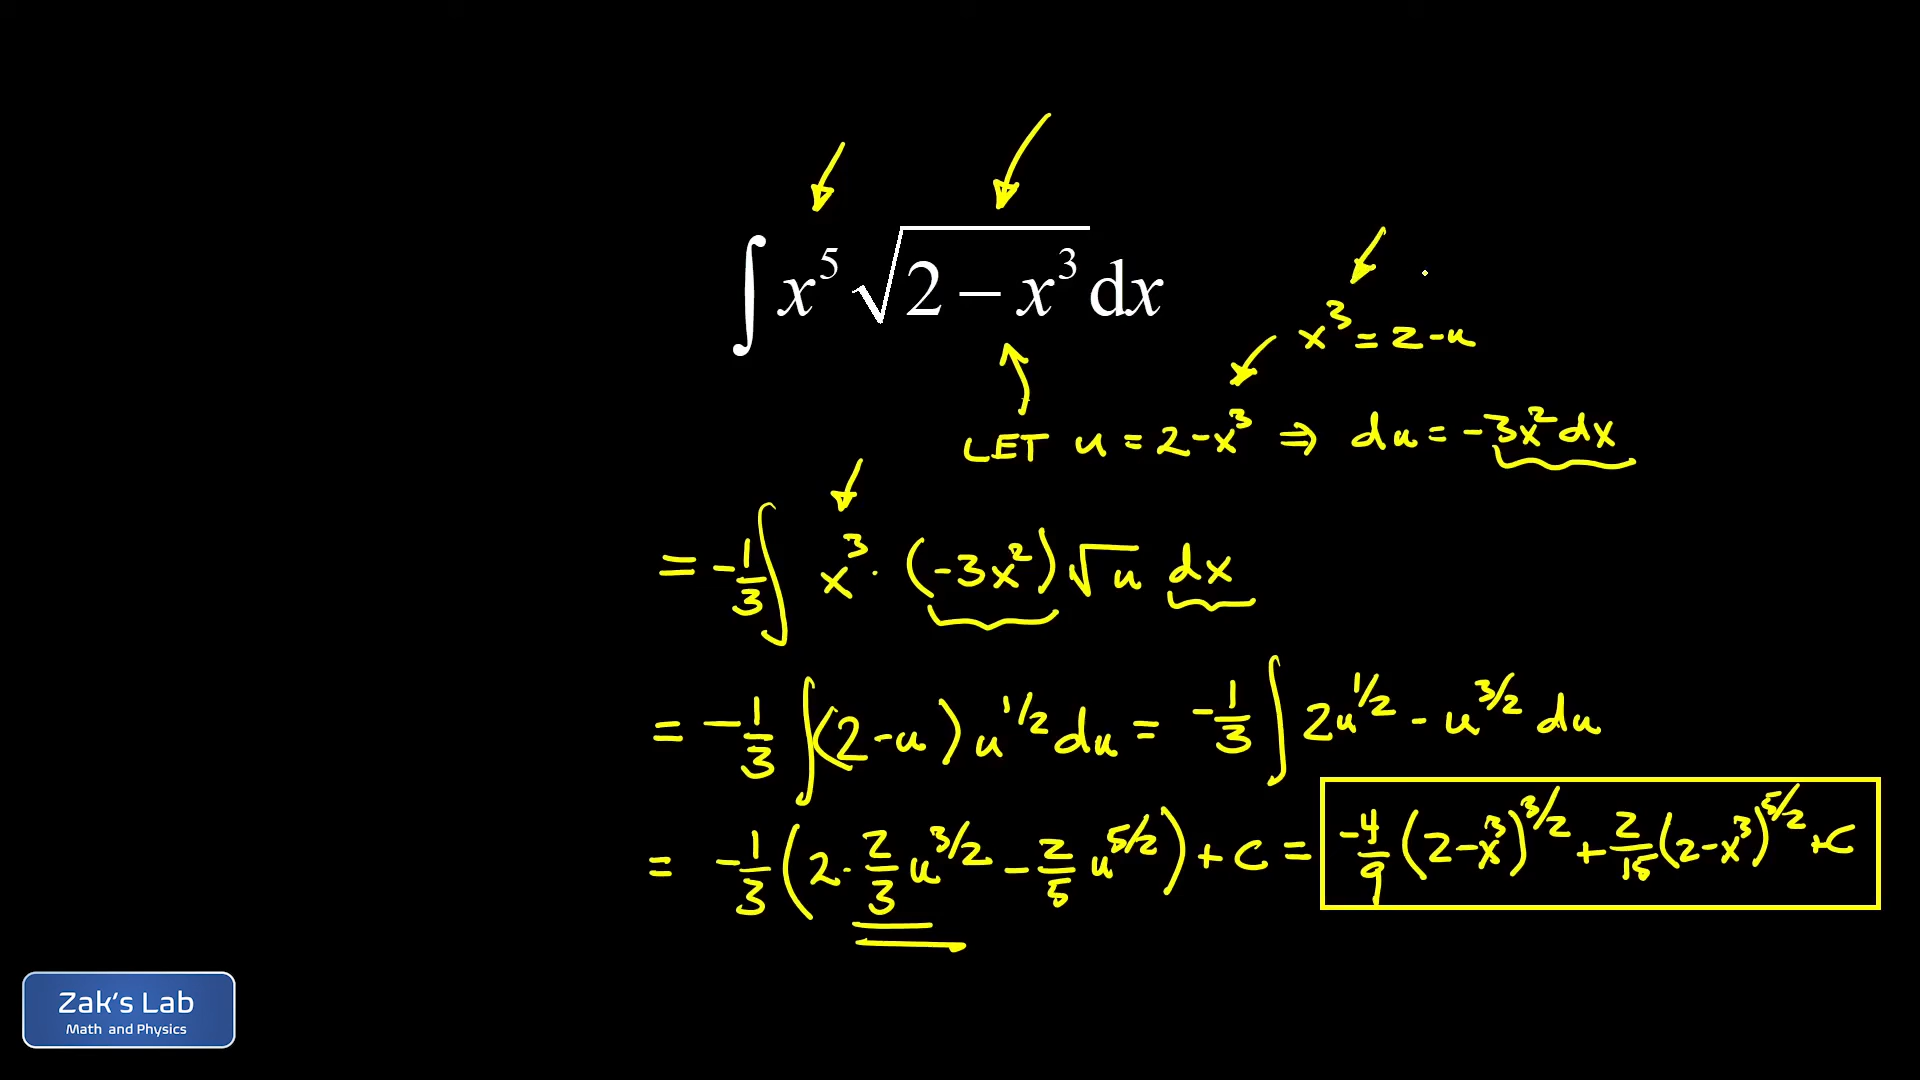 ∫ x⁵ √(2 − x³) dx
x³ = 2 - u
LET u = 2 - x³ ⇒ du = -3x² dx
= -1/3 ∫ x³ · (-3x²) √u dx
= -1/3 ∫ (2 - u) u^(1/2) du = -1/3 ∫ 2u^(1/2) - u^(3/2) du
= -1/3 (2 · 2/3 u^(3/2) - 2/5 u^(5/2)) + C = -4/9 (2 - x³)^(3/2) + 2/15 (2 - x³)^(5/2) + C
Zak's Lab
Math and Physics